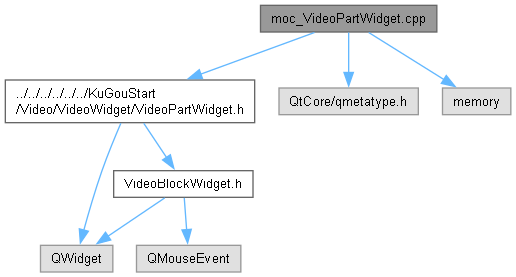 moc_VideoPartWidget.cpp
../../../../../../KuGouStart
/Video/VideoWidget/VideoPartWidget.h
QtCore/qmetatype.h
memory
VideoBlockWidget.h
QWidget
QMouseEvent